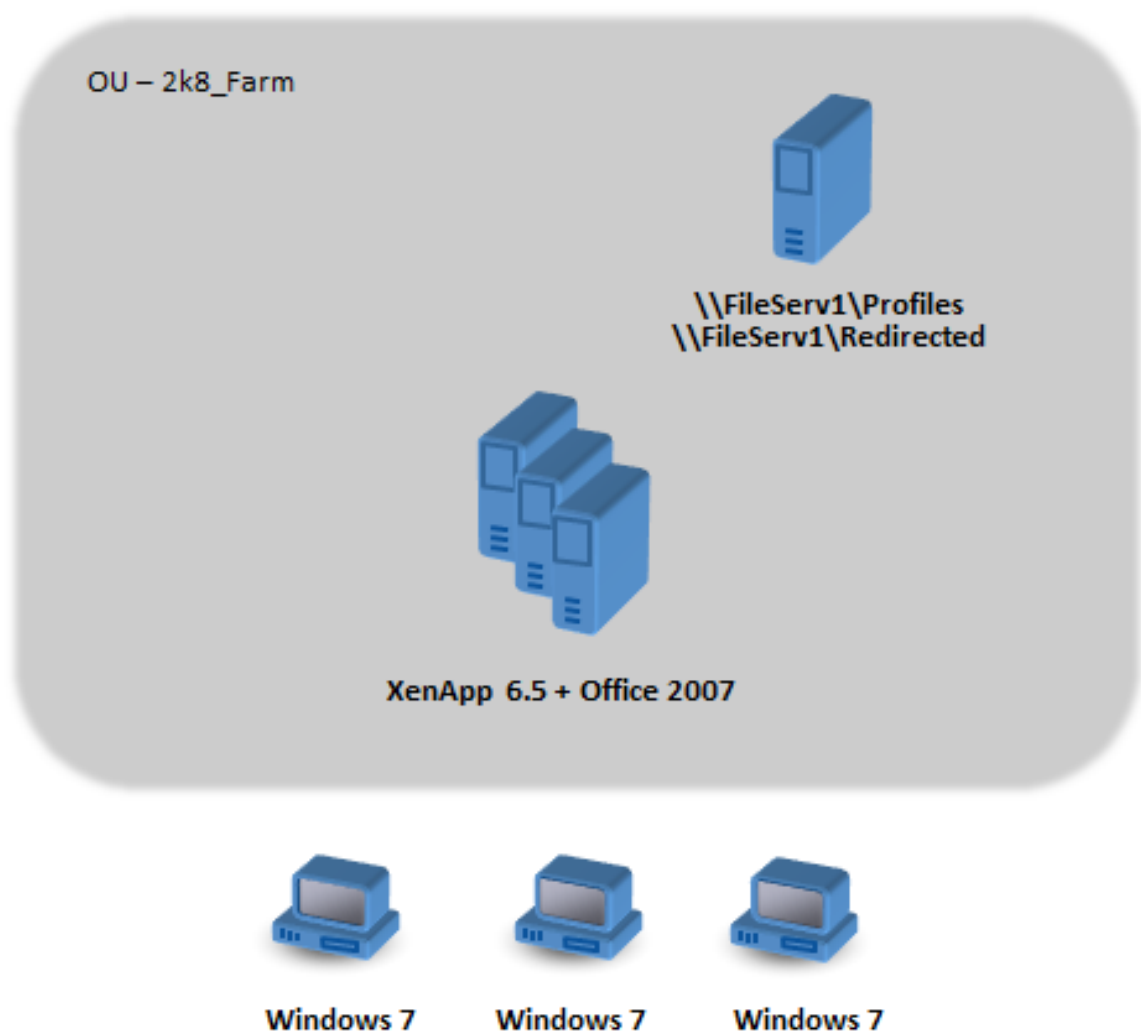 OU – 2k8_Farm
\\FileServ1\Profiles
\\FileServ1\Redirected
XenApp 6.5 + Office 2007
Windows 7
Windows 7
Windows 7